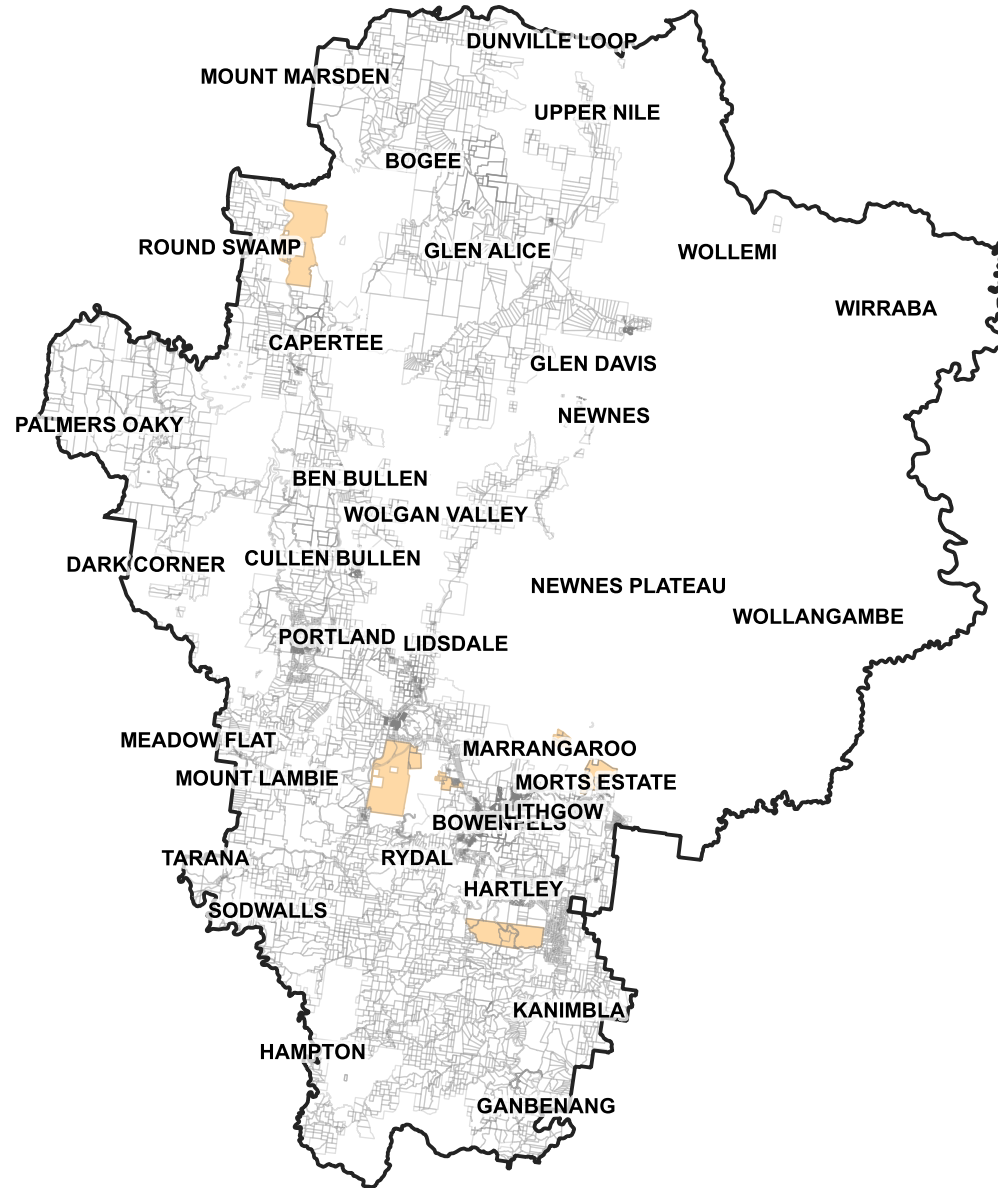 DUNVILLE LOOP
MOUNT MARSDEN
UPPER NILE
BOGEE
ROUND SWAMP
GLEN ALICE
WOLLEMI
WIRRABA
CAPERTEE
GLEN DAVIS
NEWNES
PALMERS OAKY
BEN BULLEN
WOLGAN VALLEY
CULLEN BULLEN
DARK CORNER
NEWNES PLATEAU
WOLLANGAMBE
PORTLAND
LIDSDALE
MEADOW FLAT
MARRANGAROO
MOUNT LAMBIE
MORTS ESTATE
LITHGOW
BOWENFELS
TARANA
RYDAL
HARTLEY
SODWALLS
KANIMBLA
HAMPTON
GANBENANG